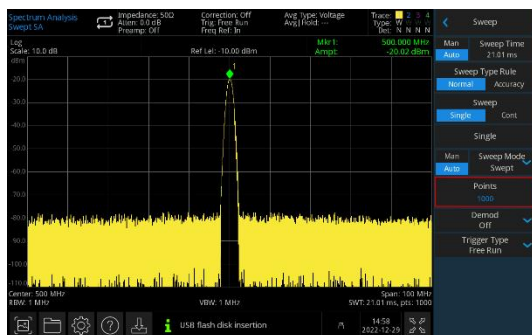 Spectrum Analysis
Swept SA
Impedance: 50Ω
Atten: 0.0 dB
Preamp: Off
Correction: Off
Trig: Free Run
Freq Ref: In
Avg Type: Voltage
Avg|Hold: ---
Trace: 1 2 3 4
Type: W
Det: N N N N
Log
Scale: 10.0 dB
Ref Lel: -10.00 dBm
Mkr1: 500.000 MHz
Ampt: -20.02 dBm
dBm
1
-20.0
-30.0
-40.0
-50.0
-60.0
-70.0
-80.0
-90.0
-100.0
-110.0
Center: 500 MHz
RBW: 1 MHz
VBW: 1 MHz
Span: 100 MHz
SWT: 21.01 ms, pts: 1000
USB flash disk insertion
14:58
2022-12-29
Sweep
Man
Auto
Sweep Time
21.01 ms
Sweep Type Rule
Normal
Accuracy
Sweep
Single
Cont
Single
Man
Auto
Sweep Mode
Swept
Points
1000
Demod
Off
Trigger Type
Free Run